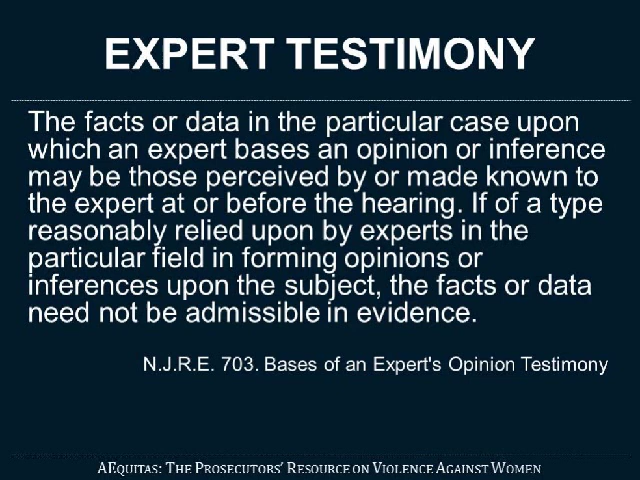 EXPERT TESTIMONY
The facts or data in the particular case upon
which an expert bases an opinion or inference
may be those perceived by or made known to
the expert at or before the hearing. If of a type
reasonably relied upon by experts in the
particular field in forming opinions or
inferences upon the subject, the facts or data
need not be admissible in evidence.
N.J.R.E. 703. Bases of an Expert's Opinion Testimony
AEQUITAS: THE PROSECUTORS' RESOURCE ON VIOLENCE AGAINST WOMEN